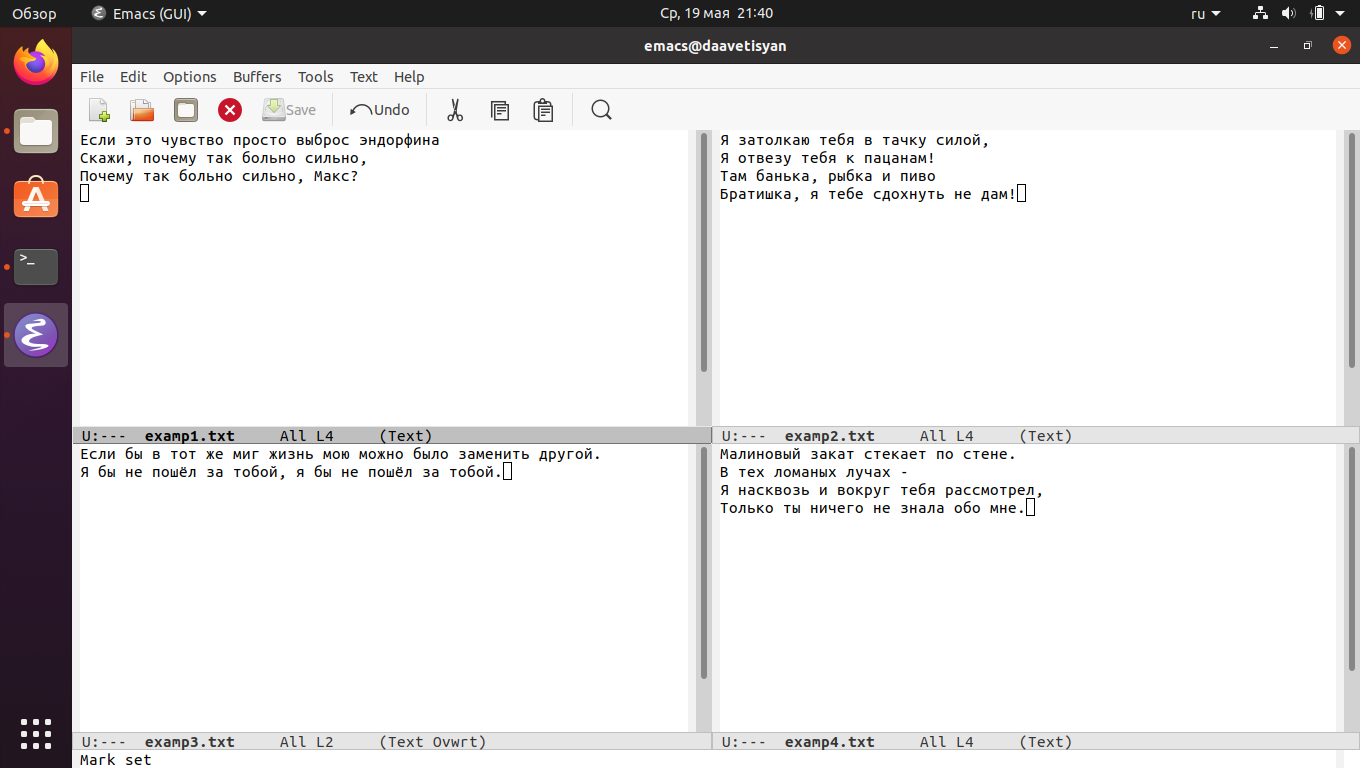 Обзор
Emacs (GUI)
Ср, 19 мая 21:40
ru
emacs@daavetisyan
File Edit Options Buffers Tools Text Help
Save
Undo
Если это чувство просто выброс эндорфина
Скажи, почему так больно сильно,
Почему так больно сильно, Макс?
U:--- examp1.txt All L4 (Text)
Я затолкаю тебя в тачку силой,
Я отвезу тебя к пацанам!
Там банька, рыбка и пиво
Братишка, я тебе сдохнуть не дам!
U:--- examp2.txt All L4 (Text)
Если бы в тот же миг жизнь мою можно было заменить другой.
Я бы не пошёл за тобой, я бы не пошёл за тобой.
U:--- examp3.txt All L2 (Text Ovwrt)
Малиновый закат стекает по стене.
В тех ломаных лучах -
Я насквозь и вокруг тебя рассмотрел,
Только ты ничего не знала обо мне.
U:--- examp4.txt All L4 (Text)
Mark set